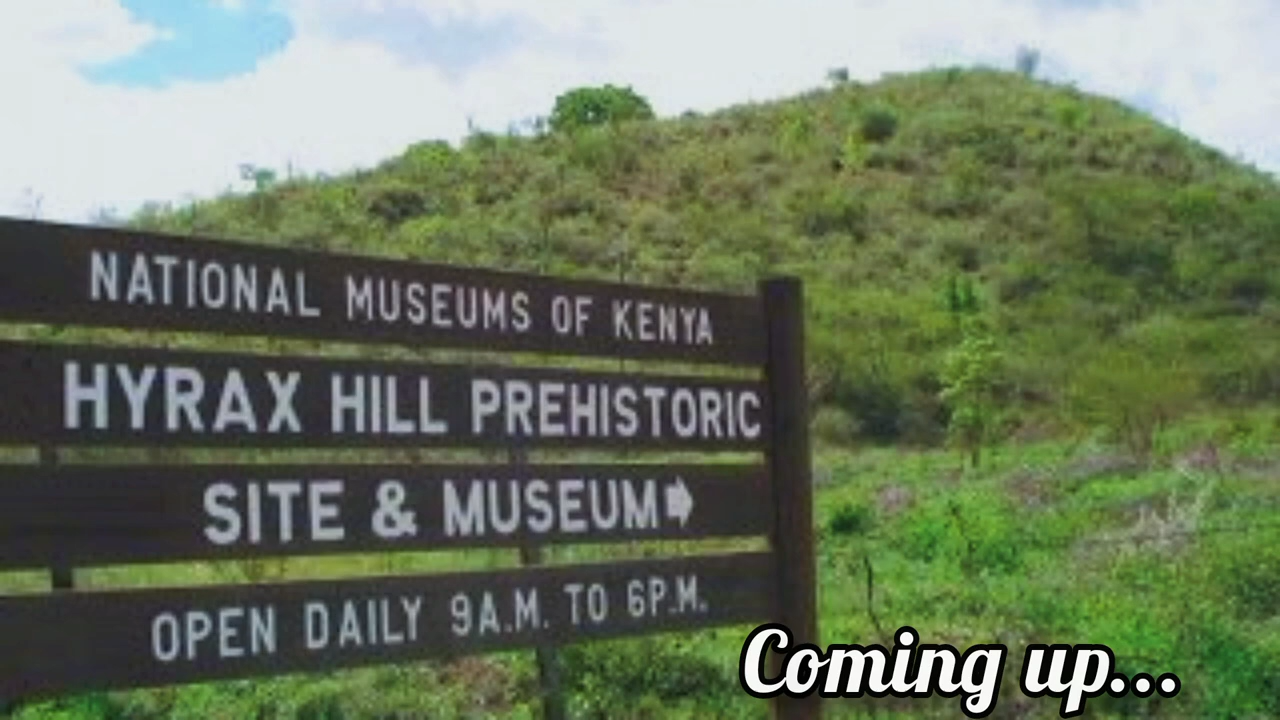 NATIONAL MUSEUMS OF KENYA
HYRAX HILL PREHISTORIC
SITE & MUSEUM
OPEN DAILY 9A.M. TO 6P.M.
Coming up...